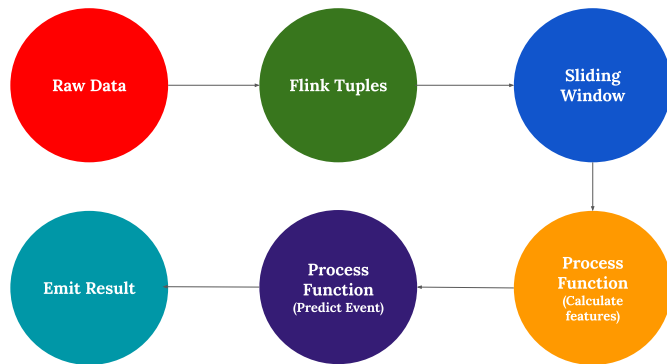 Raw Data
Flink Tuples
Sliding
Window
Process
Function
(Calculate
features)
Process
Function
(Predict Event)
Emit Result